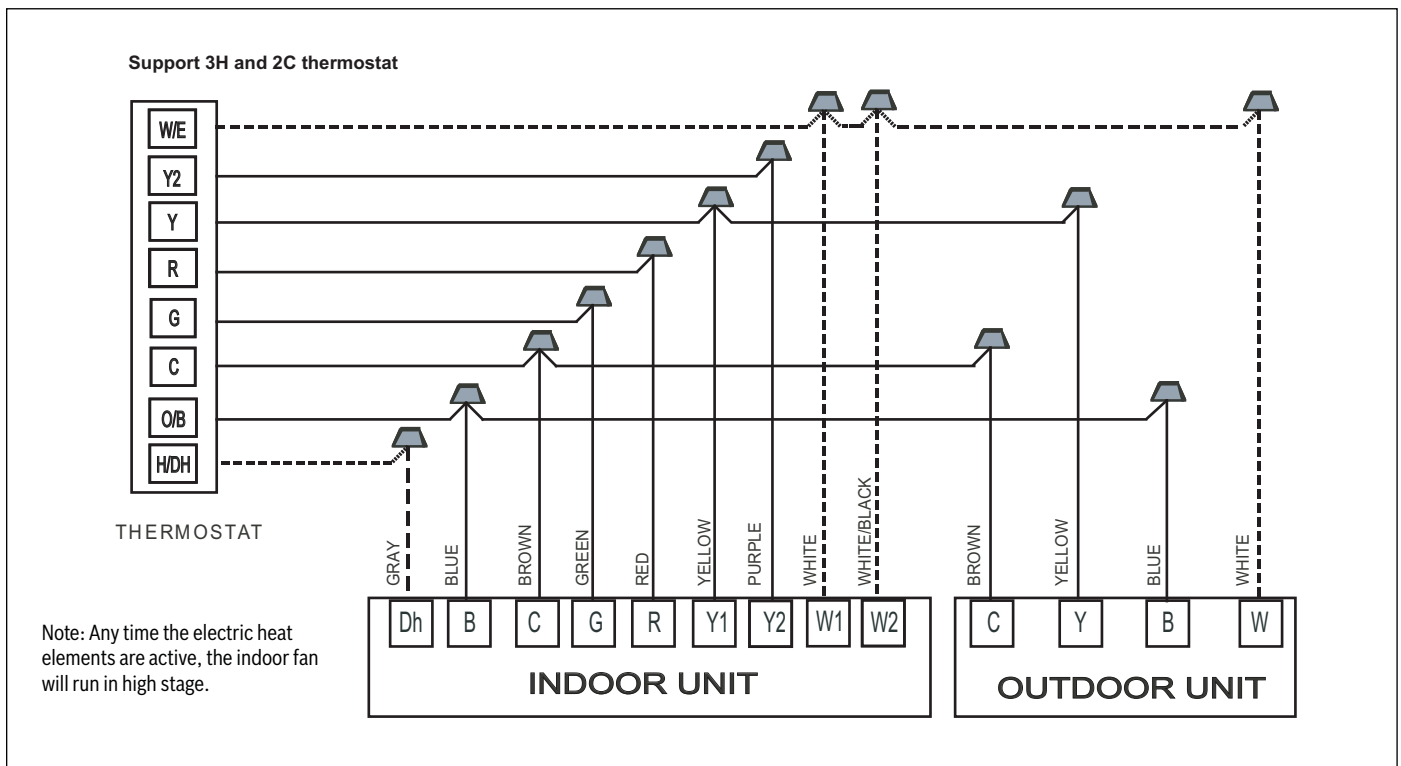 Support 3H and 2C thermostat
W/E
Y2
Y
R
G
C
O/B
H/DH
THERMOSTAT
GRAY
BLUE
BROWN
GREEN
RED
YELLOW
PURPLE
WHITE
WHITE/BLACK
BROWN
YELLOW
BLUE
WHITE
Dh B C G R Y1 Y2 W1 W2
C Y B W
INDOOR UNIT
OUTDOOR UNIT
Note: Any time the electric heat
elements are active, the indoor fan
will run in high stage.